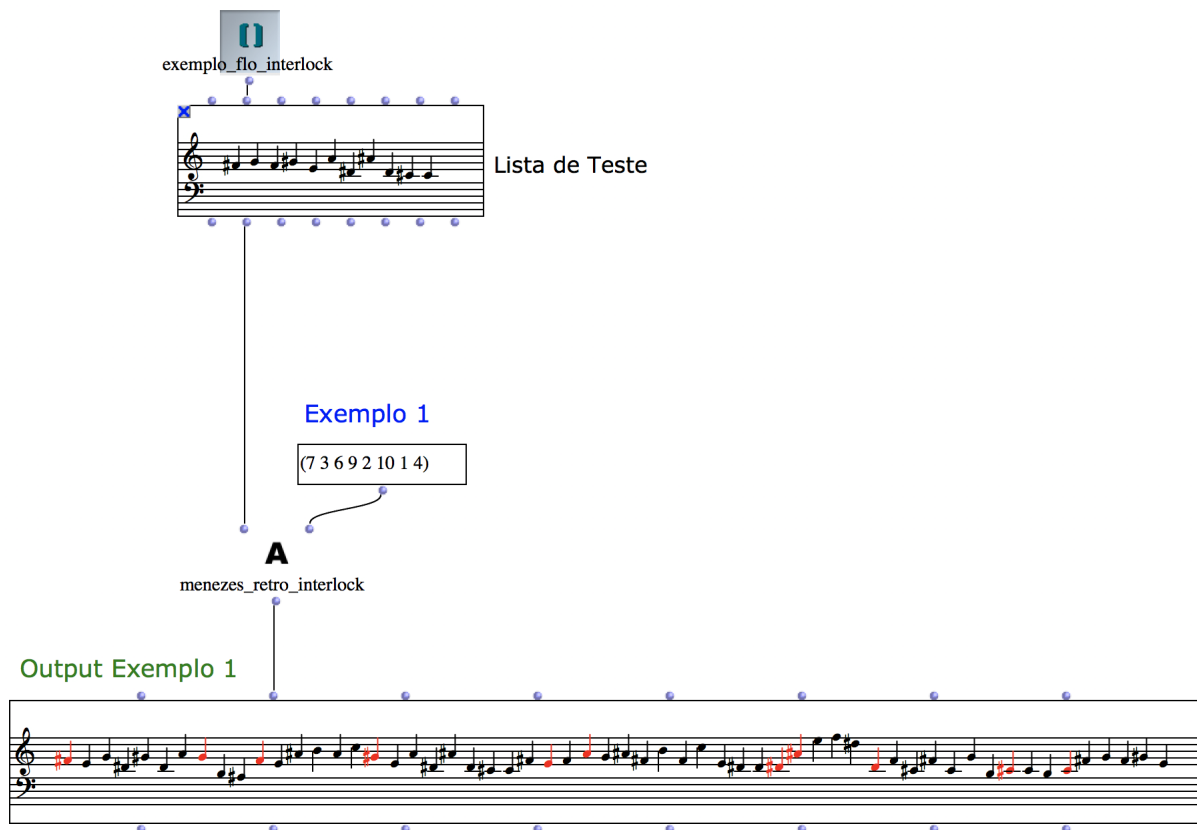 exemplo_flo_interlock
Lista de Teste
Exemplo 1
(7 3 6 9 2 10 1 4)
A
menezes_retro_interlock
Output Exemplo 1